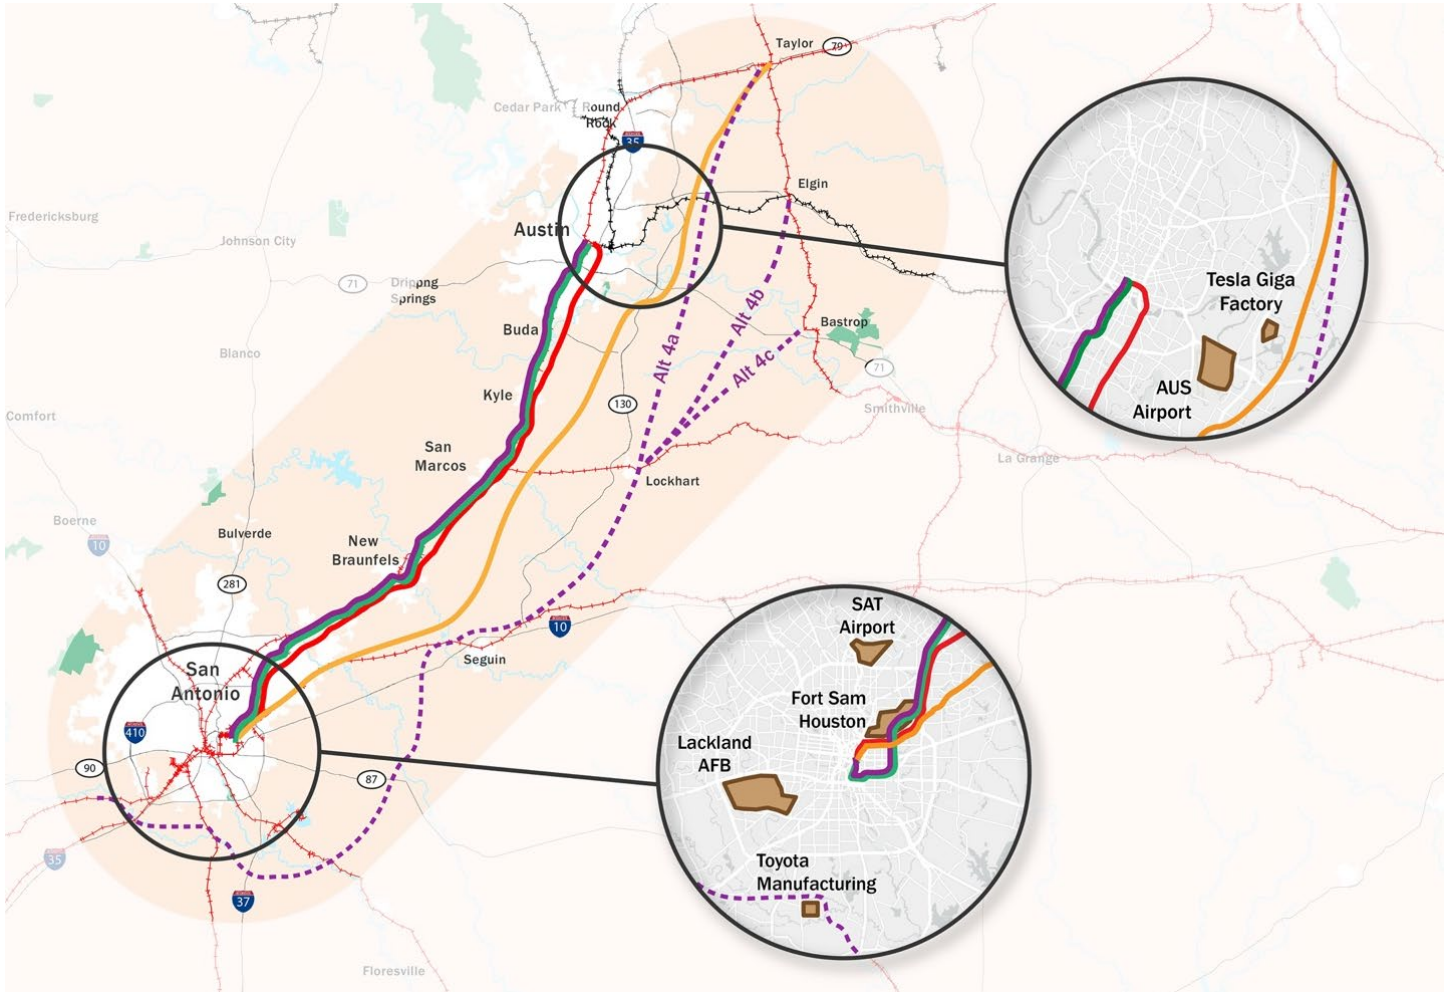 Taylor
79
Cedar Park
Round
Rock
35
Elgin
Fredericksburg
Austin
Johnson City
Tesla Giga
Factory
71
Dripping
Springs
Alt 4b
Bastrop
Buda
Alt 4a
Blanco
Alt 4c
71
AUS
Airport
Kyle
130
Comfort
Smithville
San
Marcos
La Grange
Lockhart
Boerne
Bulverde
New
Braunfels
10
281
SAT
Airport
10
Seguin
San
Antonio
Fort Sam
Houston
410
Lackland
AFB
90
87
35
Toyota
Manufacturing
37
Floresville